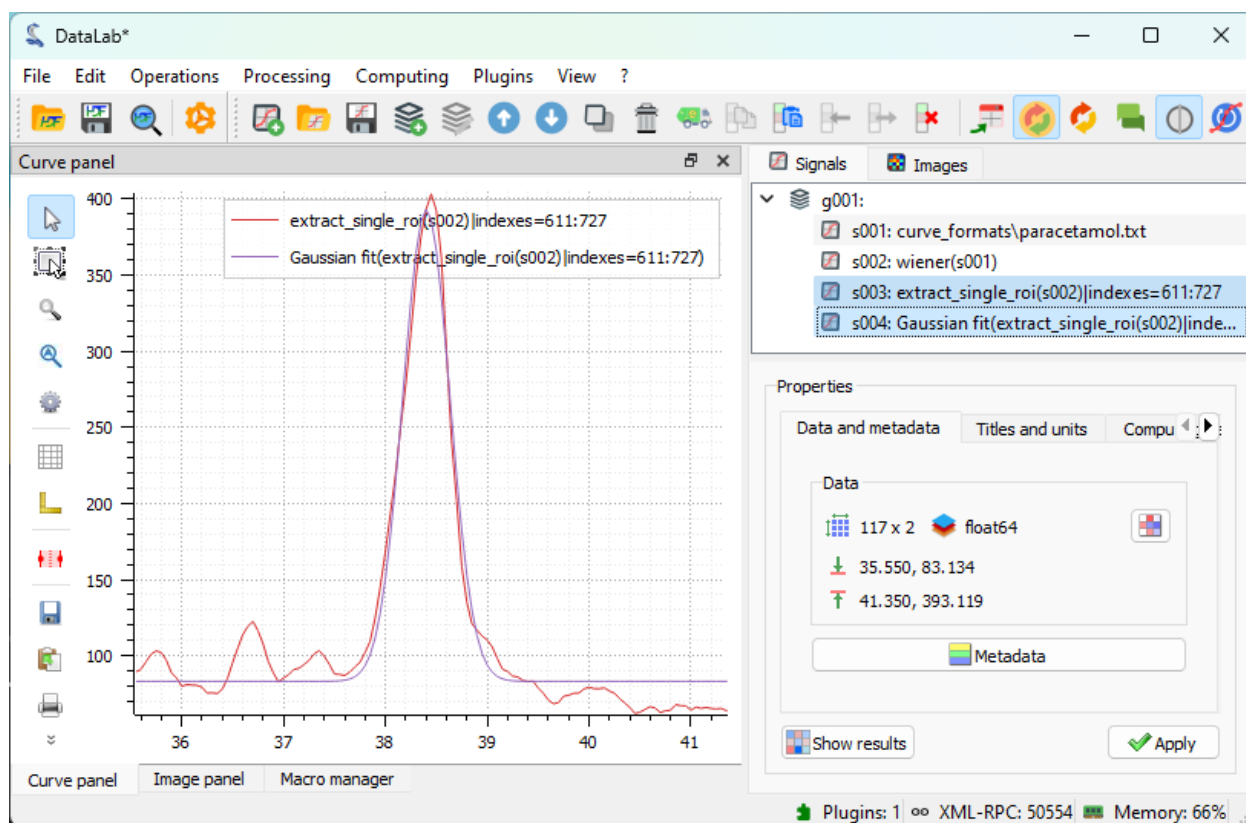 DataLab*
File Edit Operations Processing Computing Plugins View ?
Curve panel
400
350
300
250
200
150
100
36 37 38 39 40 41
extract_single_roi(s002)|indexes=611:727
Gaussian fit(extract_single_roi(s002)|indexes=611:727)
Curve panel Image panel Macro manager
Signals Images
g001:
s001: curve_formats\paracetamol.txt
s002: wiener(s001)
s003: extract_single_roi(s002)|indexes=611:727
s004: Gaussian fit(extract_single_roi(s002)|inde...
Properties
Data and metadata Titles and units Compu
Data
117 x 2 float64
35.550, 83.134
41.350, 393.119
Metadata
Show results Apply
Plugins: 1 XML-RPC: 50554 Memory: 66%